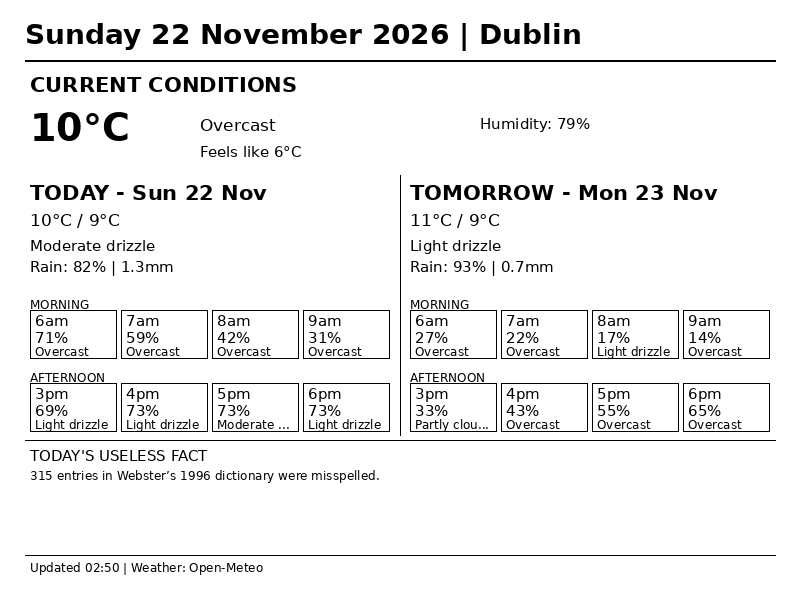 Sunday 22 November 2026 | Dublin
CURRENT CONDITIONS
10°C
Overcast
Feels like 6°C
Humidity: 79%
TODAY - Sun 22 Nov
10°C / 9°C
Moderate drizzle
Rain: 82% | 1.3mm
MORNING
6am 7am 8am 9am
71% 59% 42% 31%
Overcast Overcast Overcast Overcast
AFTERNOON
3pm 4pm 5pm 6pm
69% 73% 73% 73%
Light drizzle Light drizzle Moderate ... Light drizzle
TOMORROW - Mon 23 Nov
11°C / 9°C
Light drizzle
Rain: 93% | 0.7mm
MORNING
6am 7am 8am 9am
27% 22% 17% 14%
Overcast Overcast Light drizzle Overcast
AFTERNOON
3pm 4pm 5pm 6pm
33% 43% 55% 65%
Partly clou... Overcast Overcast Overcast
TODAY'S USELESS FACT
315 entries in Webster’s 1996 dictionary were misspelled.
Updated 02:50 | Weather: Open-Meteo